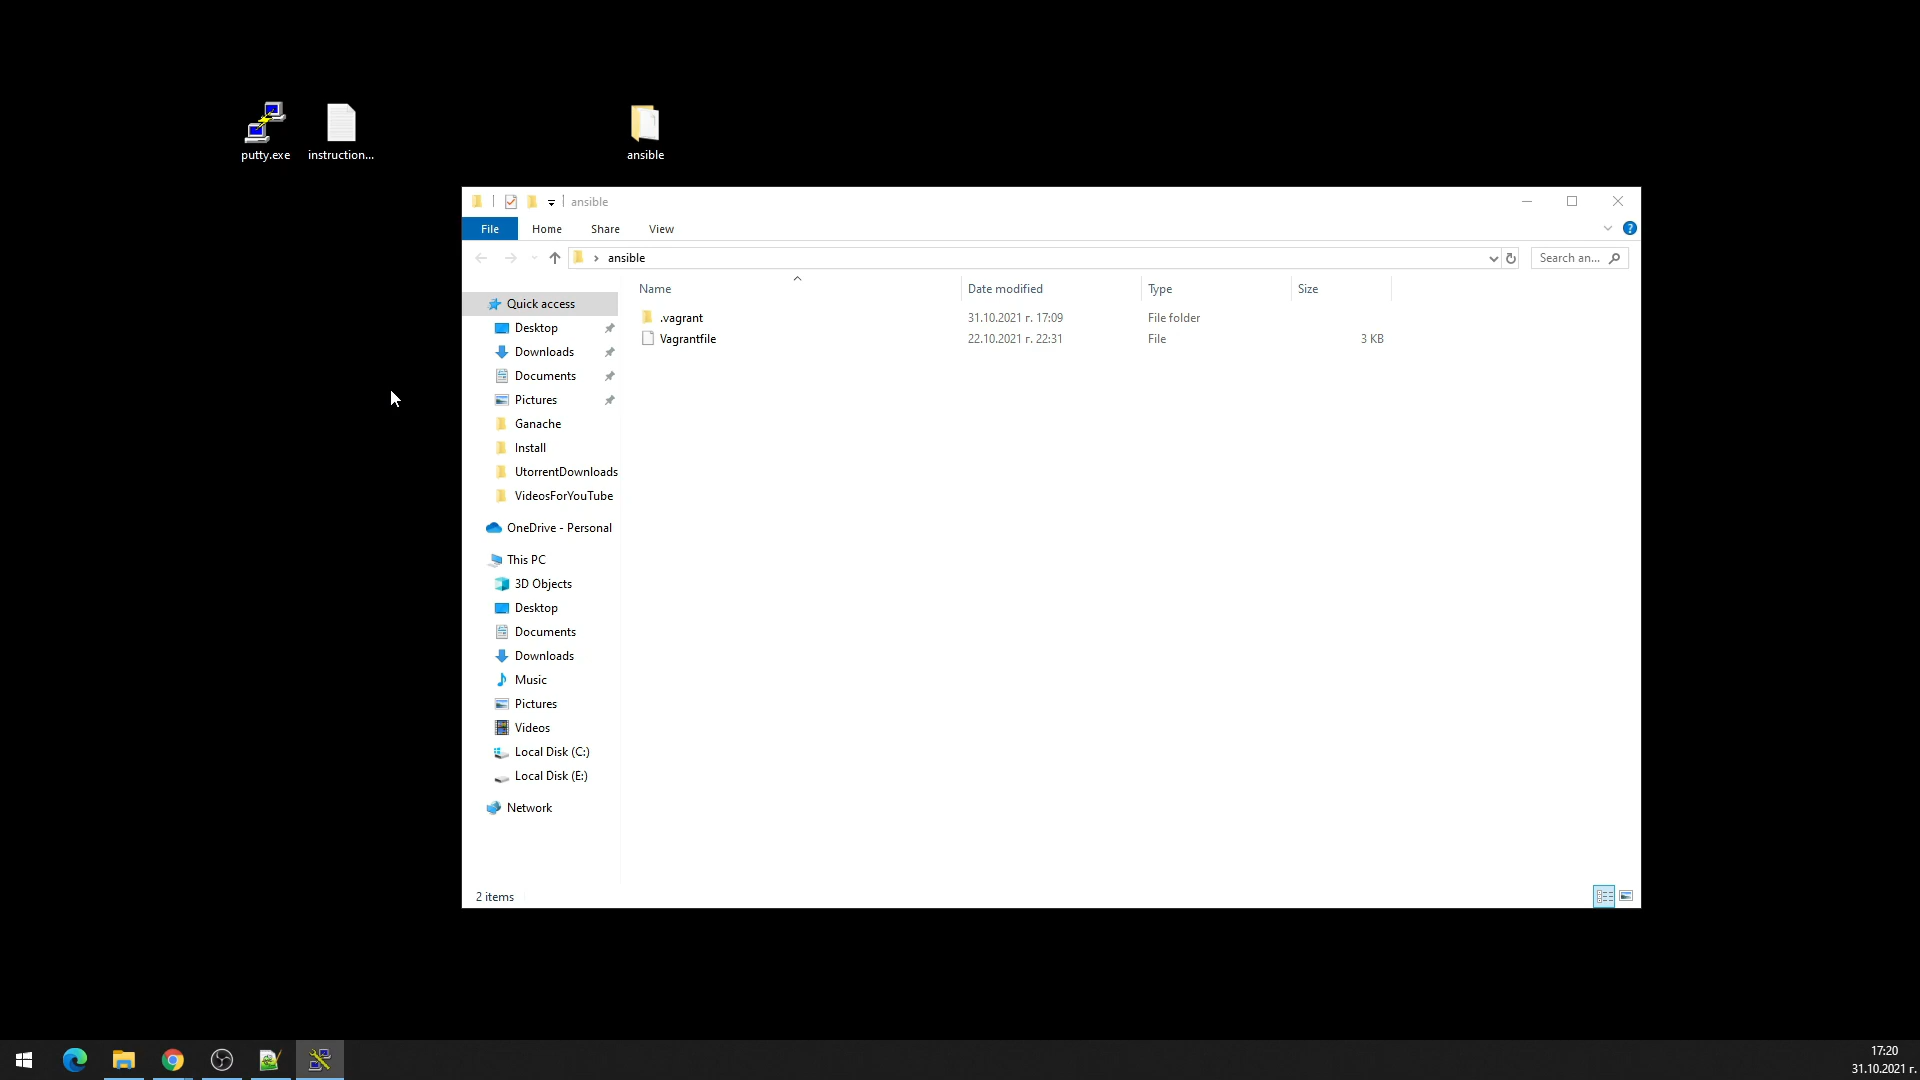 putty.exe
instruction...
ansible
ansible
File
Home
Share
View
ansible
Search an...
Name
Date modified
Type
Size
Quick access
Desktop
Downloads
Documents
Pictures
Ganache
Install
UtorrentDownloads
VideosForYouTube
OneDrive - Personal
This PC
3D Objects
Desktop
Documents
Downloads
Music
Pictures
Videos
Local Disk (C:)
Local Disk (E:)
Network
.vagrant 31.10.2021 г. 17:09 File folder
Vagrantfile 22.10.2021 г. 22:31 File 3 KB
2 items
17:20
31.10.2021 г.